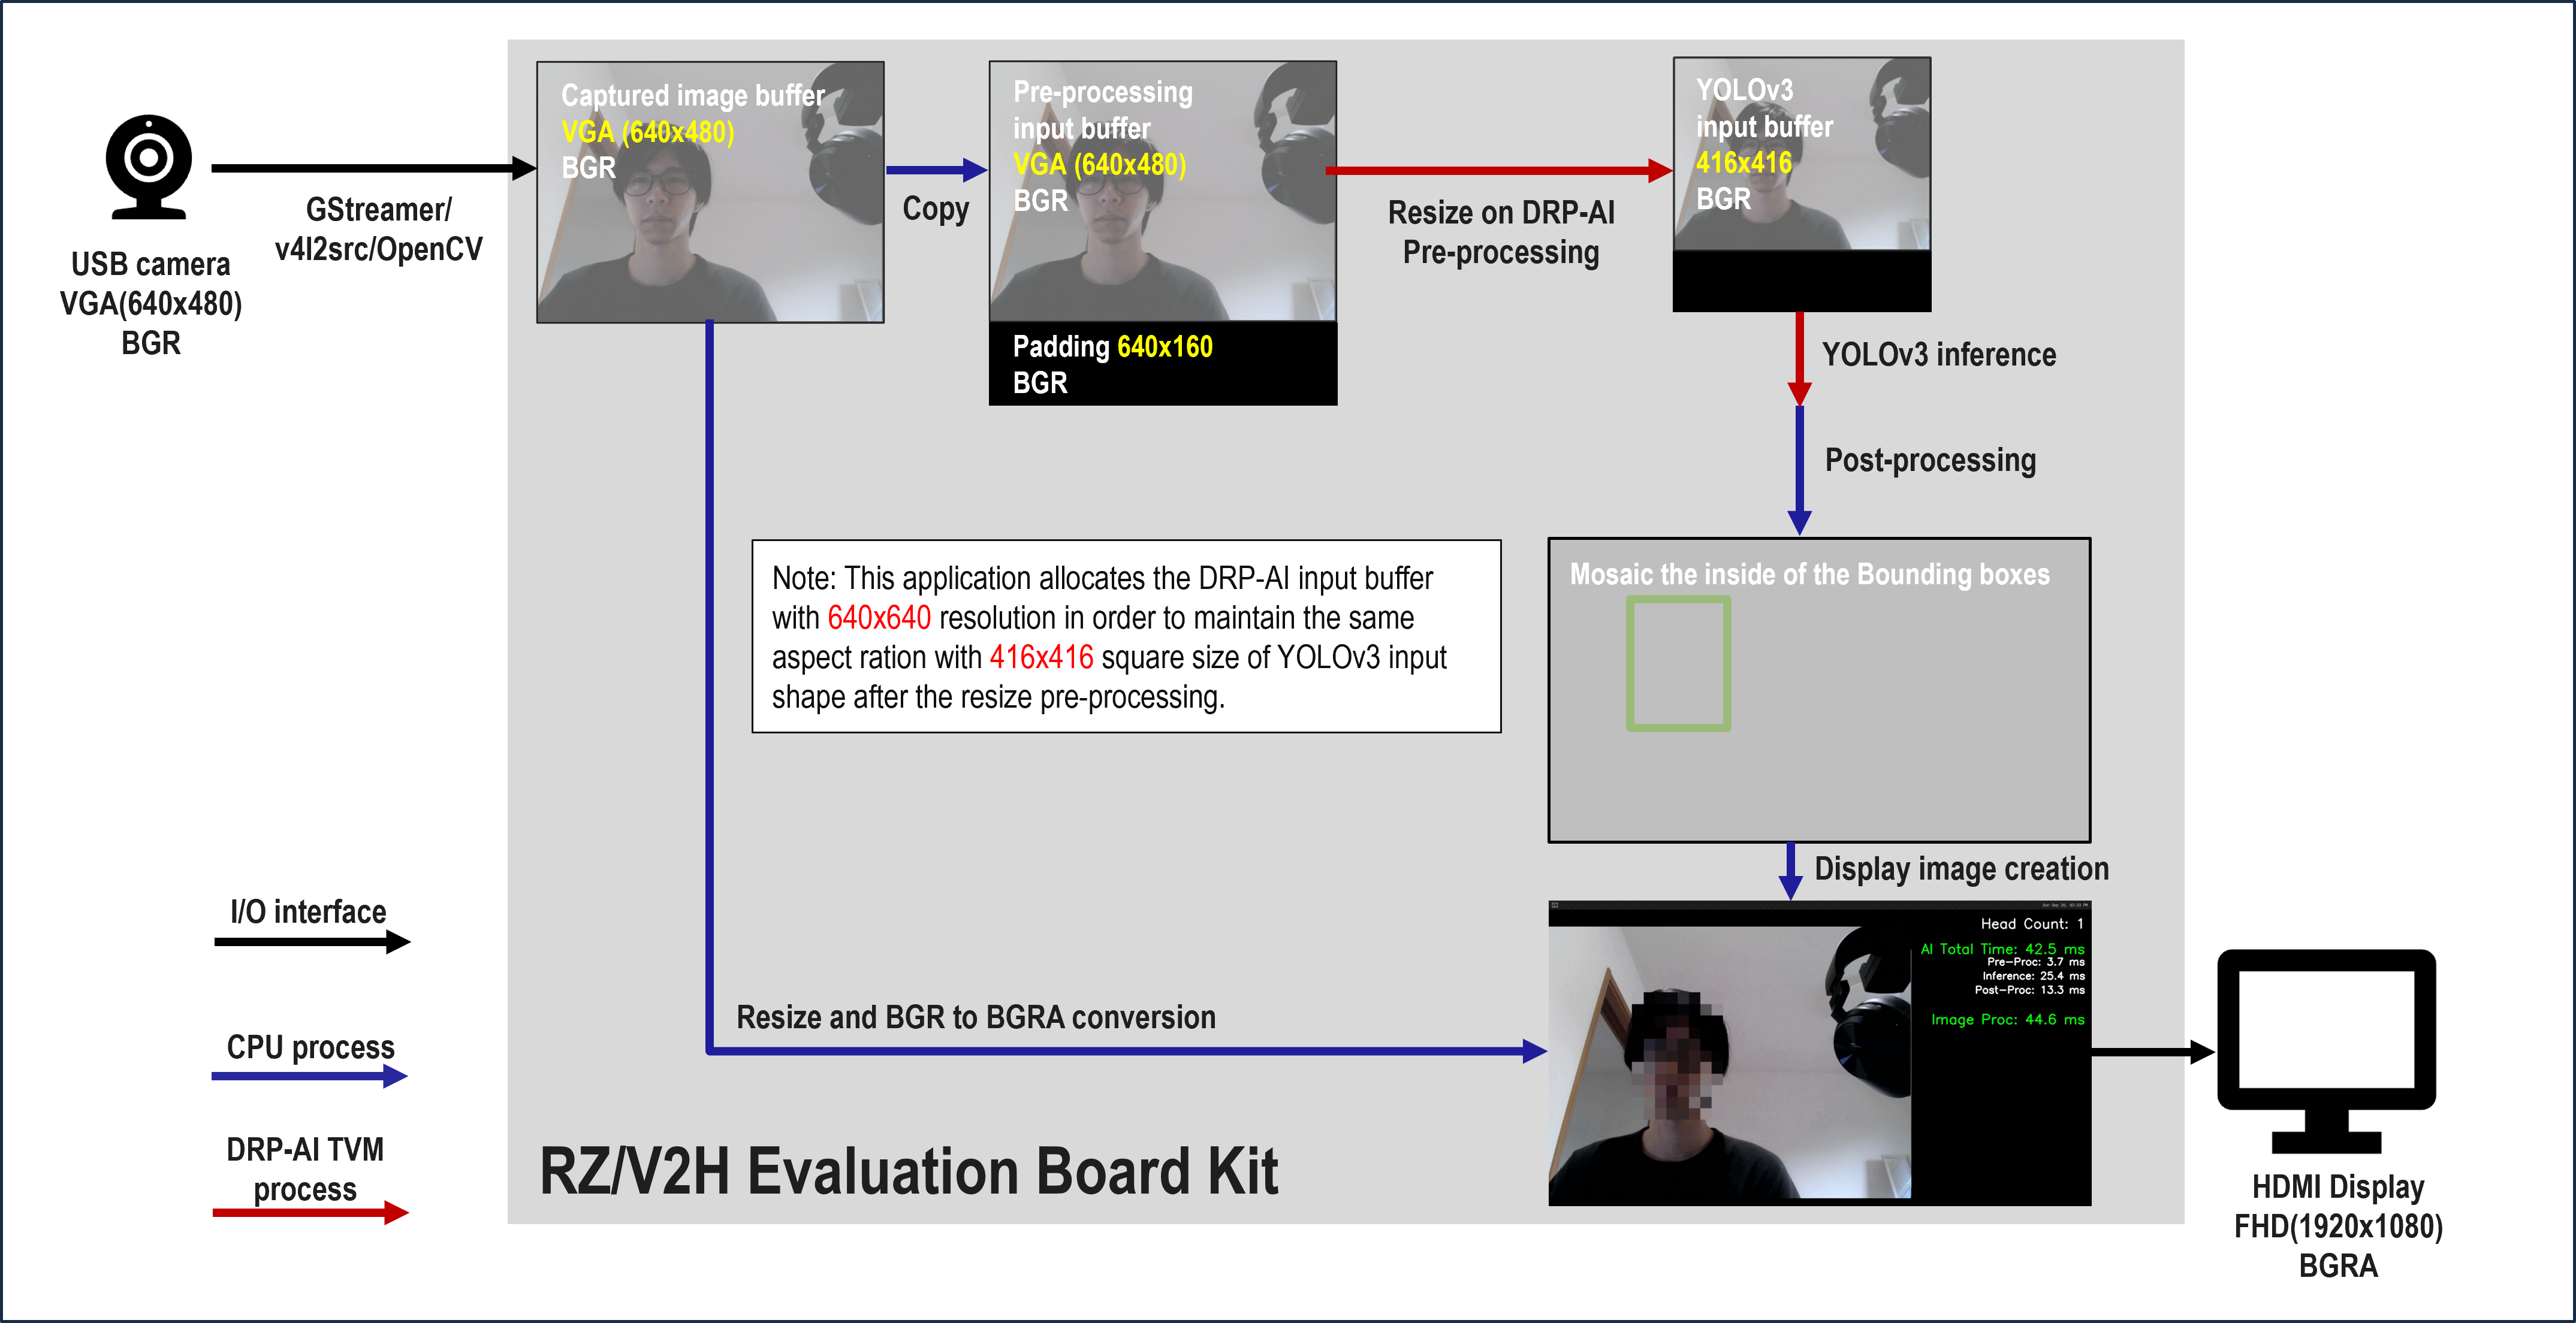 USB camera
VGA(640x480)
BGR
GStreamer/
v4l2src/OpenCV
Captured image buffer
VGA (640x480)
BGR
Copy
Pre-processing
input buffer
VGA (640x480)
BGR
Padding 640x160
BGR
Resize on DRP-AI
Pre-processing
YOLOv3
input buffer
416x416
BGR
YOLOv3 inference
Post-processing
Note: This application allocates the DRP-AI input buffer
with 640x640 resolution in order to maintain the same
aspect ration with 416x416 square size of YOLOv3 input
shape after the resize pre-processing.
Mosaic the inside of the Bounding boxes
Display image creation
Head Count: 1
AI Total Time: 42.5 ms
Pre-Proc: 3.7 ms
Inference: 25.4 ms
Post-Proc: 13.3 ms
Image Proc: 44.6 ms
Resize and BGR to BGRA conversion
I/O interface
CPU process
DRP-AI TVM
process
RZ/V2H Evaluation Board Kit
HDMI Display
FHD(1920x1080)
BGRA